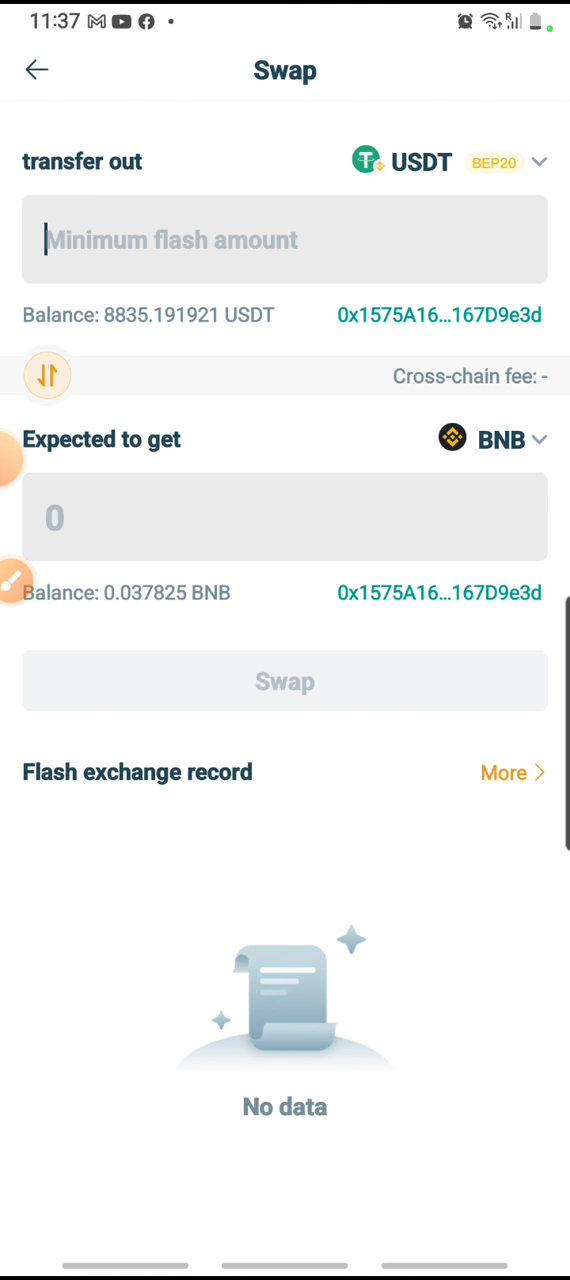 11:37
Swap
transfer out
USDT BEP20
Minimum flash amount
Balance: 8835.191921 USDT
0x1575A16...167D9e3d
Cross-chain fee: -
Expected to get
BNB
0
Balance: 0.037825 BNB
0x1575A16...167D9e3d
Swap
Flash exchange record
More
No data